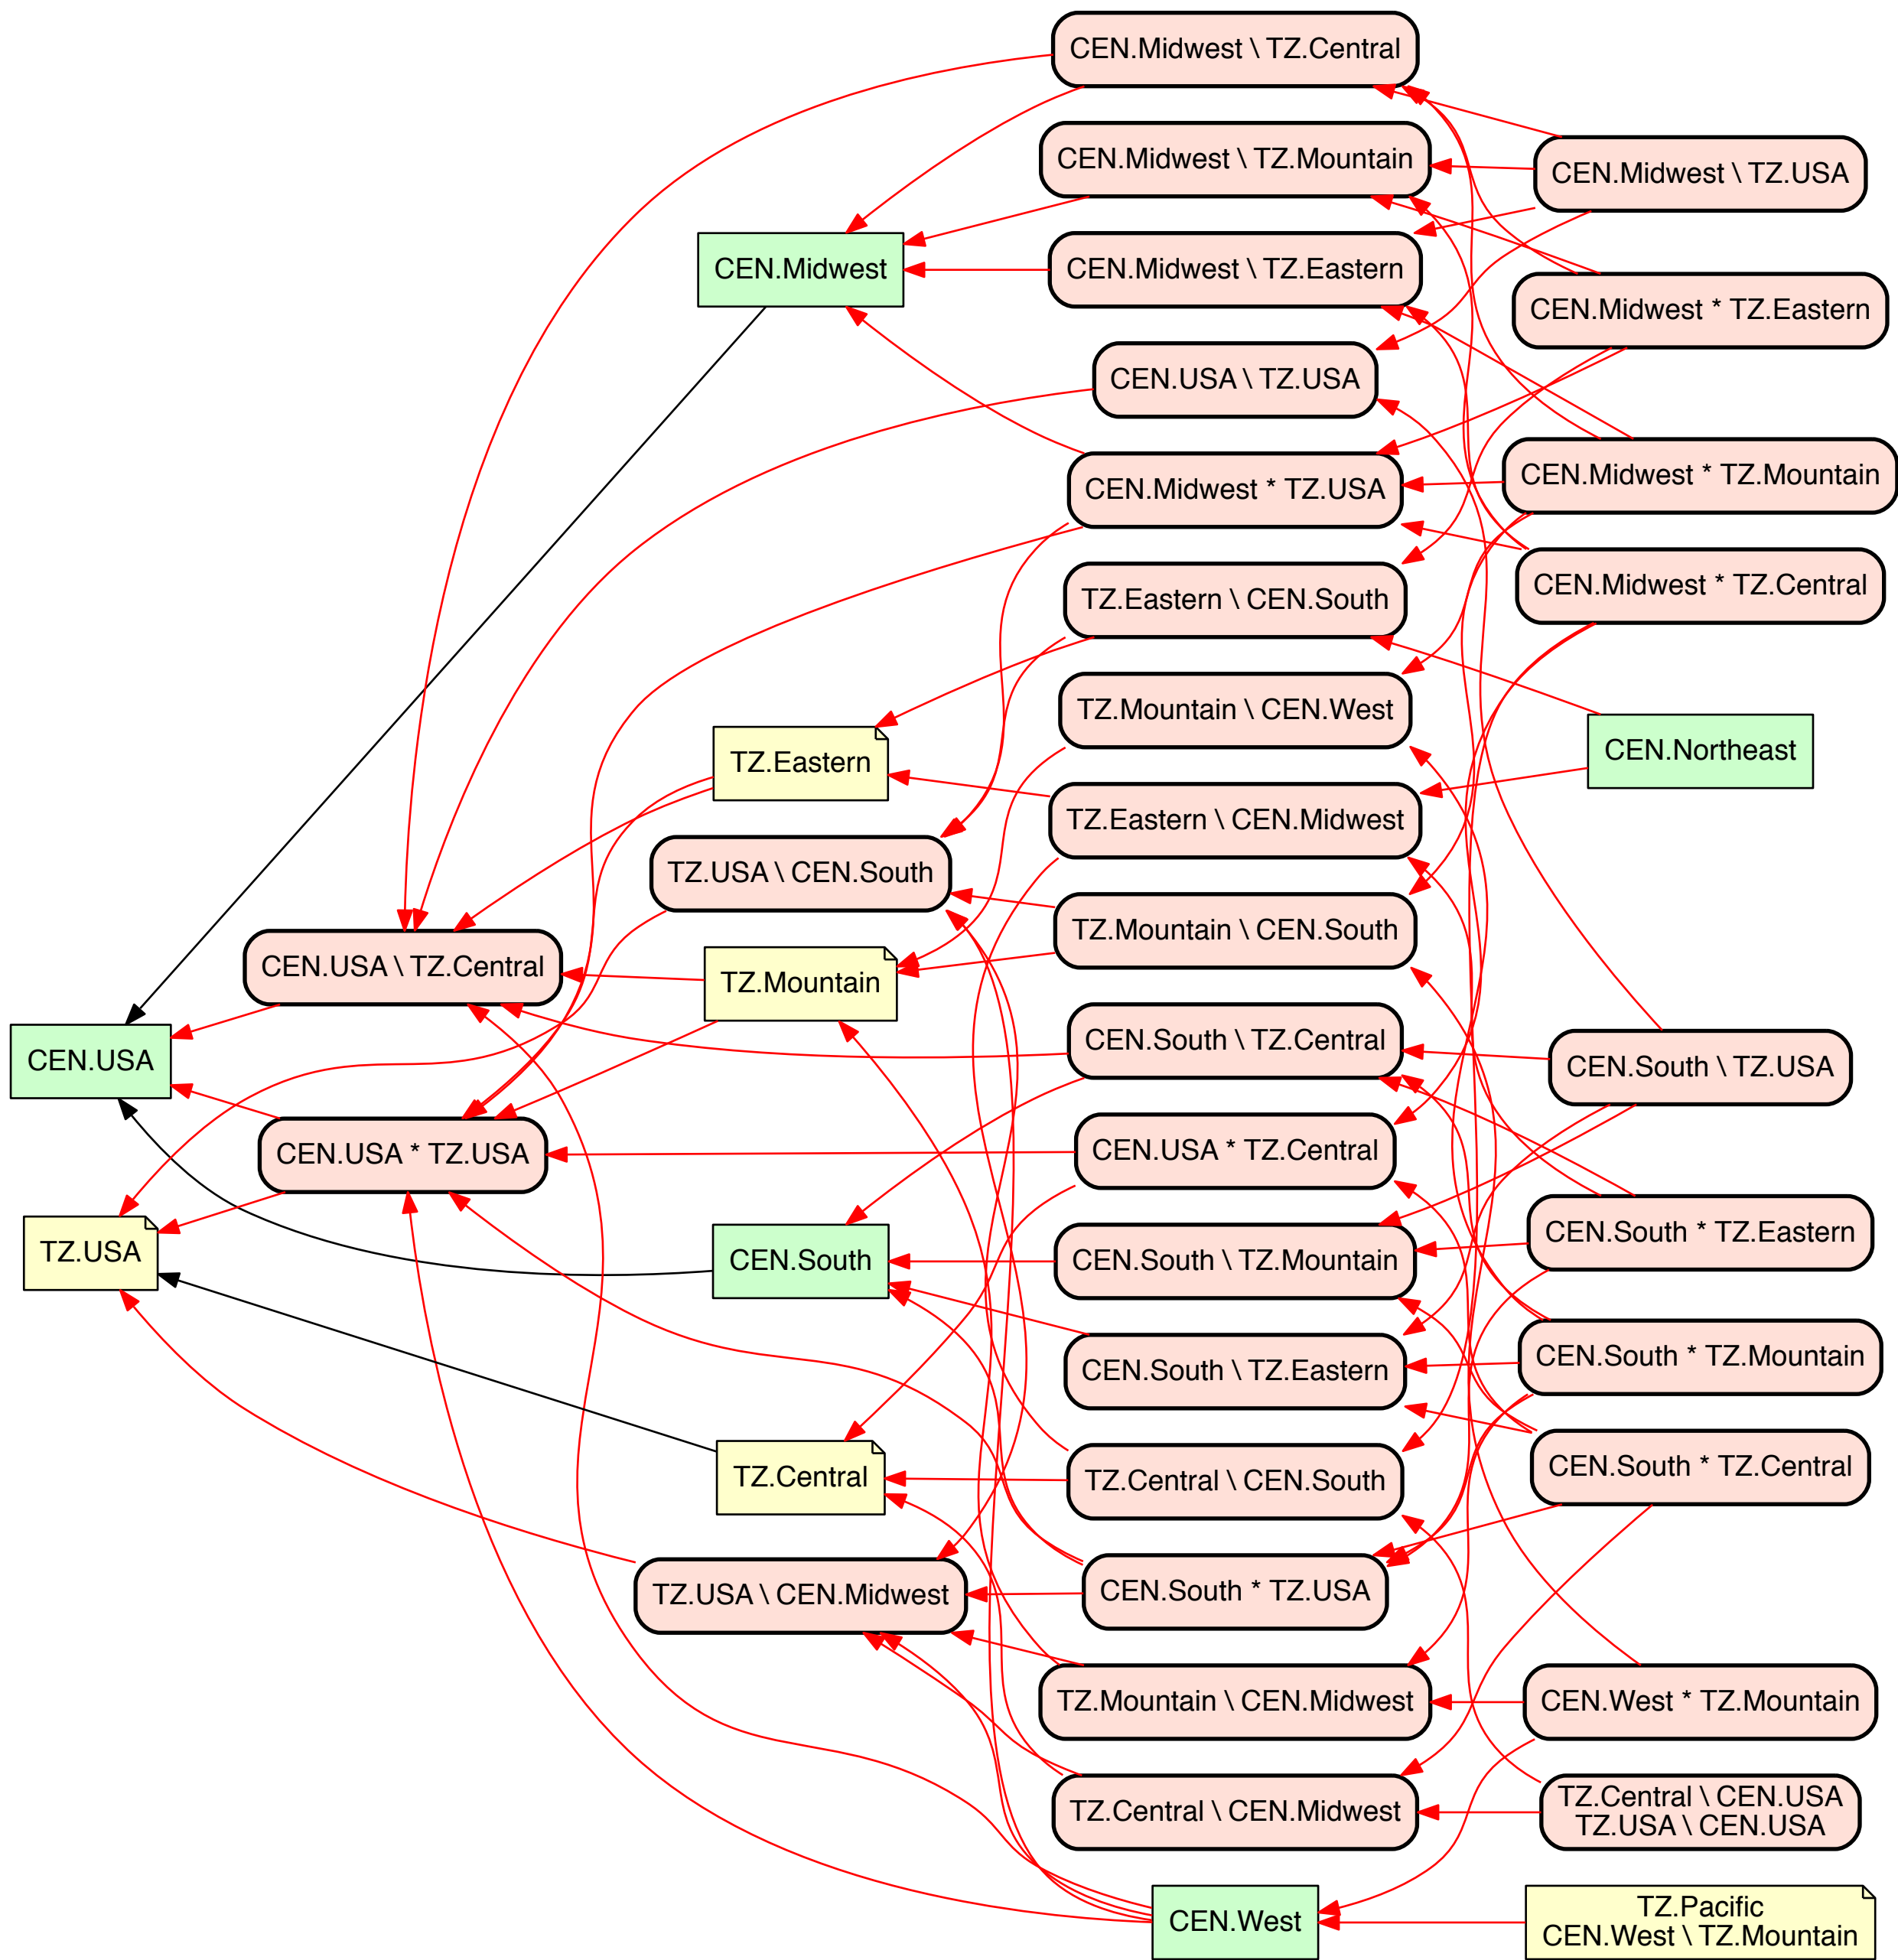 CEN.Midwest \ TZ.Central
CEN.Midwest \ TZ.Mountain
CEN.Midwest \ TZ.USA
CEN.Midwest
CEN.Midwest \ TZ.Eastern
CEN.Midwest * TZ.Eastern
CEN.USA \ TZ.USA
CEN.Midwest * TZ.USA
CEN.Midwest * TZ.Mountain
TZ.Eastern \ CEN.South
CEN.Midwest * TZ.Central
TZ.Mountain \ CEN.West
TZ.Eastern
CEN.Northeast
TZ.Eastern \ CEN.Midwest
TZ.USA \ CEN.South
TZ.Mountain \ CEN.South
CEN.USA \ TZ.Central
TZ.Mountain
CEN.South \ TZ.Central
CEN.USA
CEN.South \ TZ.USA
CEN.USA * TZ.USA
CEN.USA * TZ.Central
TZ.USA
CEN.South
CEN.South \ TZ.Mountain
CEN.South * TZ.Eastern
CEN.South \ TZ.Eastern
CEN.South * TZ.Mountain
TZ.Central
TZ.Central \ CEN.South
CEN.South * TZ.Central
TZ.USA \ CEN.Midwest
CEN.South * TZ.USA
TZ.Mountain \ CEN.Midwest
CEN.West * TZ.Mountain
TZ.Central \ CEN.Midwest
TZ.Central \ CEN.USA
TZ.USA \ CEN.USA
CEN.West
TZ.Pacific
CEN.West \ TZ.Mountain